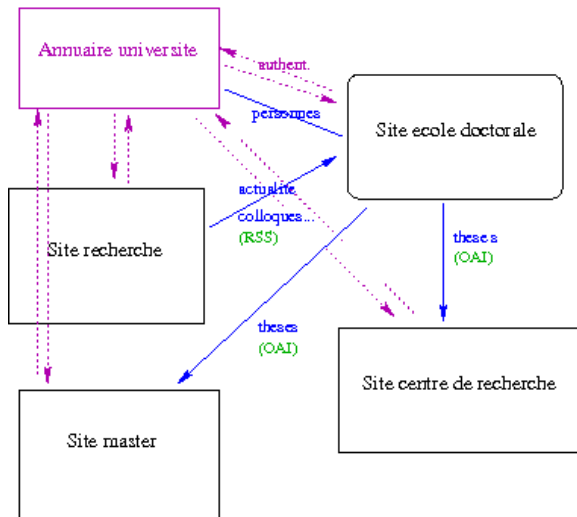 Annuaire universite
authent.
personnes
Site ecole doctorale
actualite,
colloques...
(RSS)
Site recherche
theses
(OAI)
theses
(OAI)
Site centre de recherche
Site master